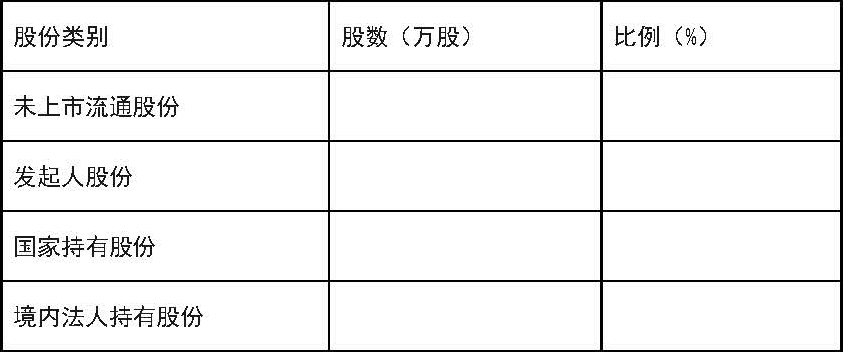 股份类别 股数（万股） 比例（%）
未上市流通股份
发起人股份
国家持有股份
境内法人持有股份